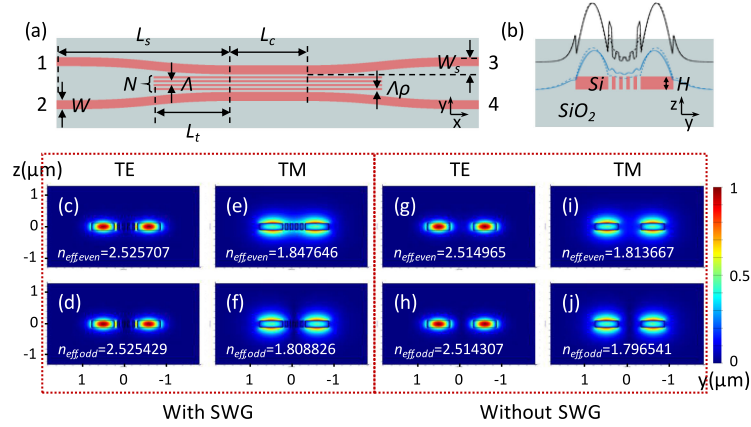 (a)
L_s
L_c
1
3
W_s
N
Λ
Λρ
2
W
4
L_t
y
x
(b)
Si
H
SiO₂
z
y
z(μm)
TE
TM
TE
TM
1
0
-1
(c)
n_eff,even=2.525707
(e)
n_eff,even=1.847646
(g)
n_eff,even=2.514965
(i)
n_eff,even=1.813667
1
0
-1
(d)
n_eff,odd=2.525429
(f)
n_eff,odd=1.808826
(h)
n_eff,odd=2.514307
(j)
n_eff,odd=1.796541
1
0.5
0
1 0 -1
1 0 -1
1 0 -1
1 0 -1
y(μm)
With SWG
Without SWG